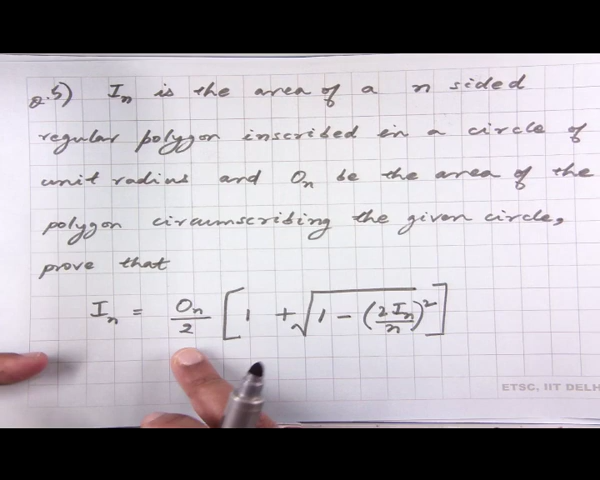 Q.5) Iₙ is the area of a n sided
regular polygon inscribed in a circle of
unit radius and Oₙ be the area of the
polygon circumscribing the given circle,
prove that
Iₙ = Oₙ/2 [1 + √(1 − (2Iₙ/n)²)]
ETSC, IIT DELH